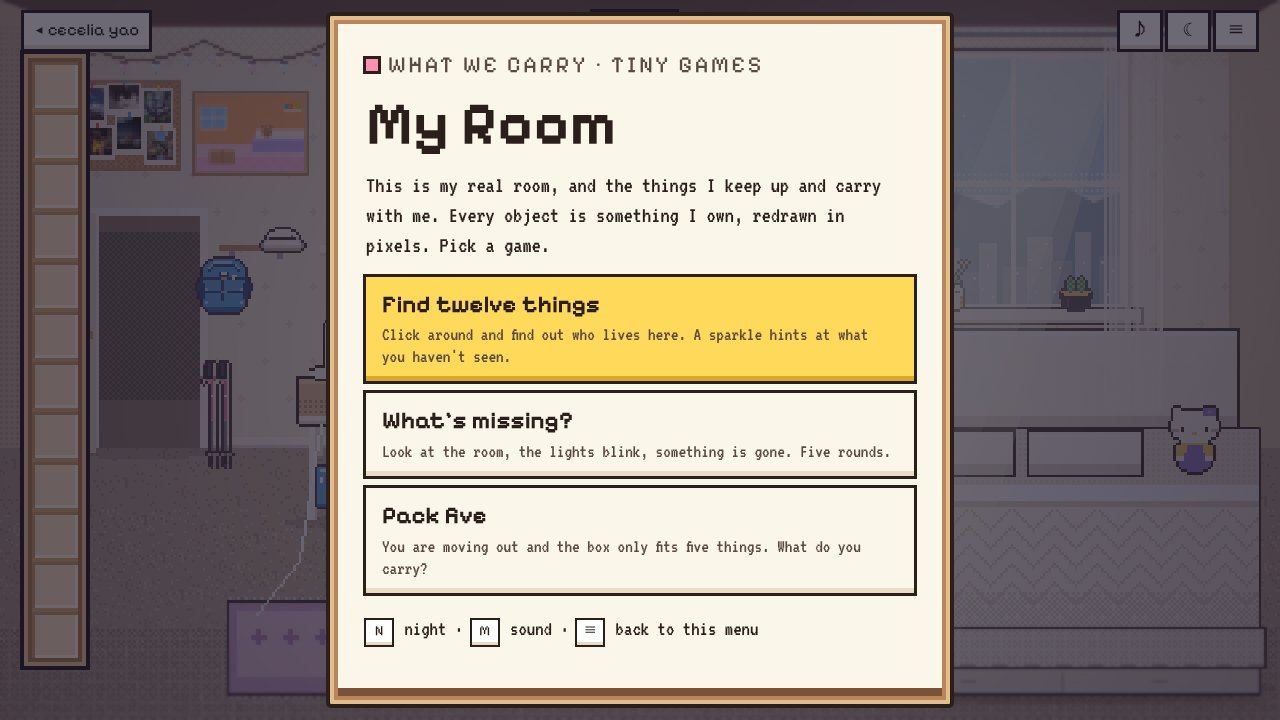 cecelia yao
WHAT WE CARRY · TINY GAMES
My Room
This is my real room, and the things I keep up and carry
with me. Every object is something I own, redrawn in
pixels. Pick a game.
Find twelve things
Click around and find out who lives here. A sparkle hints at what
you haven't seen.
What's missing?
Look at the room, the lights blink, something is gone. Five rounds.
Pack five
You are moving out and the box only fits five things. What do you
carry?
N night · M sound · ≡ back to this menu